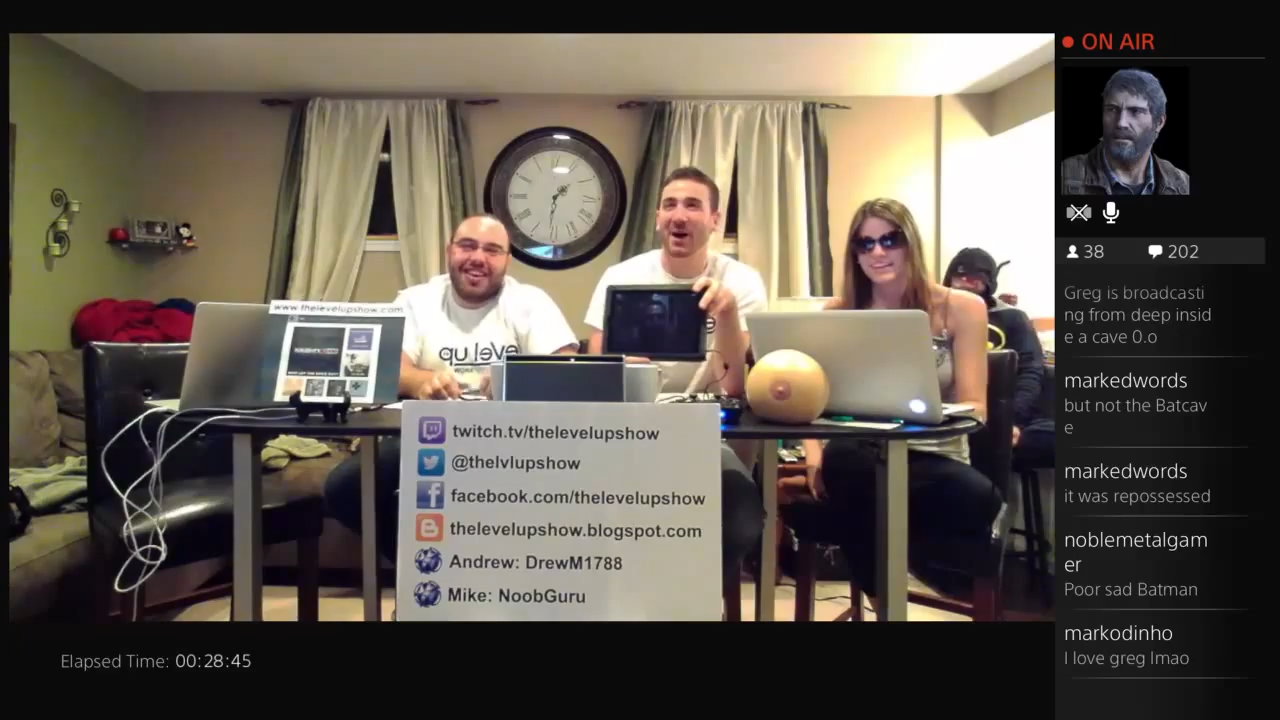 ON AIR
38 202
Greg is broadcasti
ng from deep insid
e a cave 0.o
markedwords
but not the Batcav
e
markedwords
it was repossessed
noblemetalgam
er
Poor sad Batman
markodinho
I love greg lmao
www.thelevelupshow.com
level up
twitch.tv/thelevelupshow
@thelvlupshow
facebook.com/thelevelupshow
thelevelupshow.blogspot.com
Andrew: DrewM1788
Mike: NoobGuru
Elapsed Time: 00:28:45